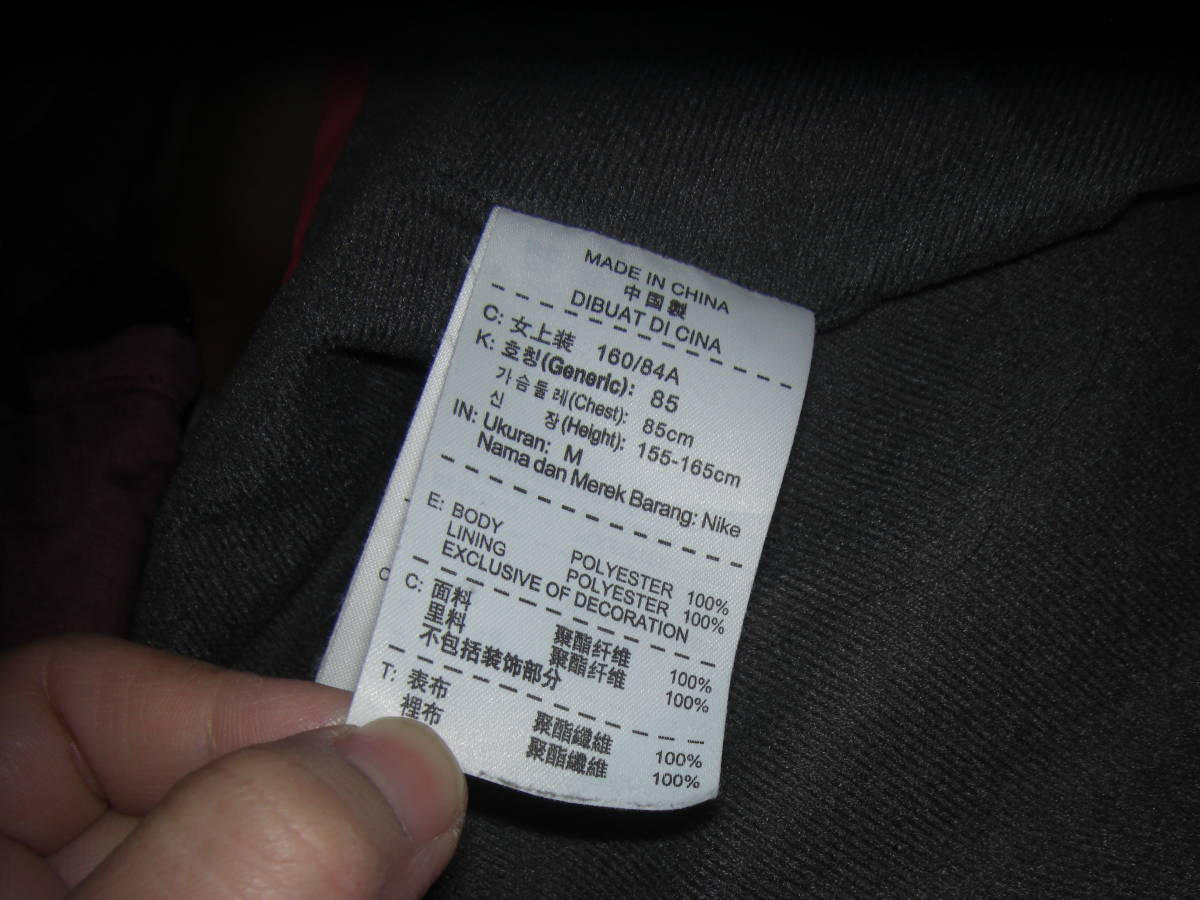 MADE IN CHINA
中国製
DIBUAT DI CINA
C: 女上装 160/84A
K: 호칭(Generic): 85
가슴둘레(Chest): 85cm
신 장(Height): 155-165cm
IN: Ukuran: M
Nama dan Merek Barang: Nike
E: BODY POLYESTER 100%
LINING POLYESTER 100%
EXCLUSIVE OF DECORATION
C: 面料 聚酯纤维 100%
里料 聚酯纤维 100%
不包括装饰部分
T: 表布 聚酯纖維 100%
裡布 聚酯纖維 100%